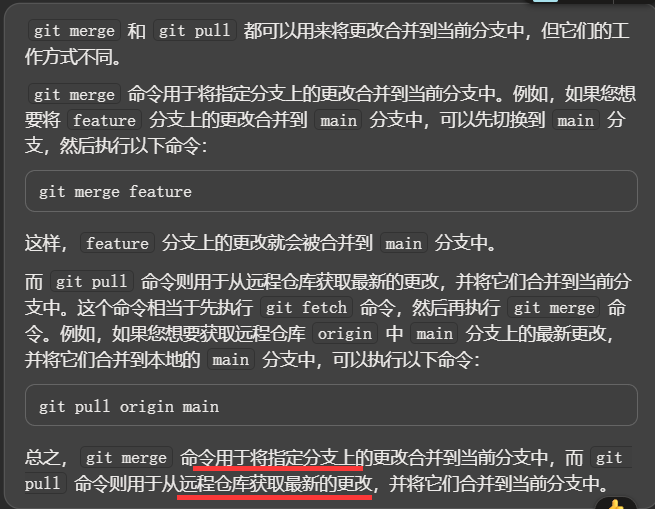 git merge 和 git pull 都可以用来将更改合并到当前分支中，但它们的工
作方式不同。
git merge 命令用于将指定分支上的更改合并到当前分支中。例如，如果您想
要将 feature 分支上的更改合并到 main 分支中，可以先切换到 main 分
支，然后执行以下命令：
git merge feature
这样， feature 分支上的更改就会被合并到 main 分支中。
而 git pull 命令则用于从远程仓库获取最新的更改，并将它们合并到当前分
支中。这个命令相当于先执行 git fetch 命令，然后再执行 git merge 命
令。例如，如果您想要获取远程仓库 origin 中 main 分支上的最新更改，
并将它们合并到本地的 main 分支中，可以执行以下命令：
git pull origin main
总之， git merge 命令用于将指定分支上的更改合并到当前分支中，而 git
pull 命令则用于从远程仓库获取最新的更改，并将它们合并到当前分支中。